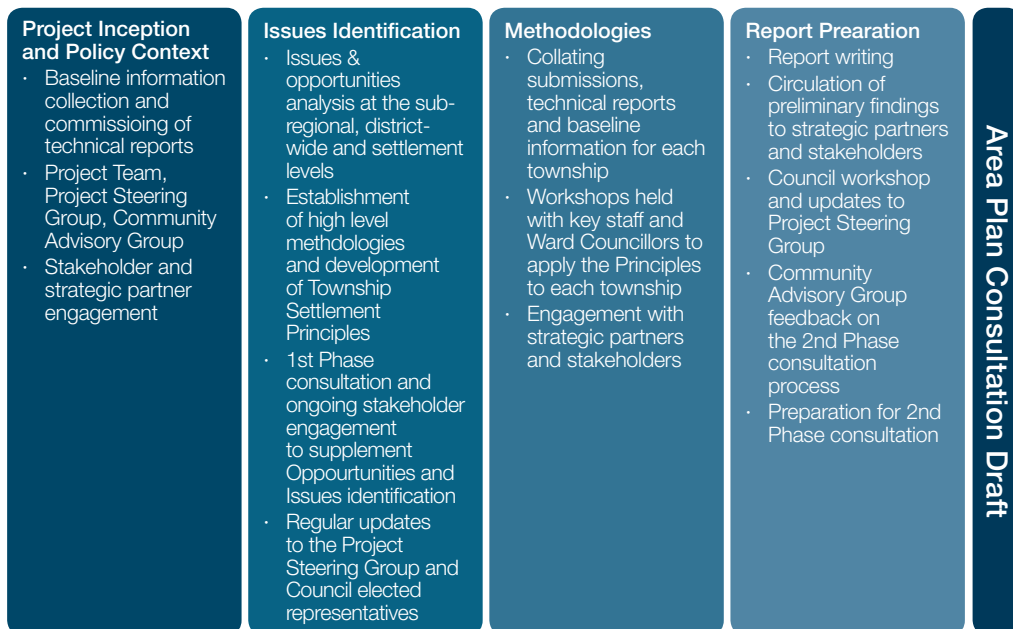 Project Inception
and Policy Context
· Baseline information
collection and
commissioing of
technical reports
· Project Team,
Project Steering
Group, Community
Advisory Group
· Stakeholder and
strategic partner
engagement
Issues Identification
· Issues &
opportunities
analysis at the sub-
regional, district-
wide and settlement
levels
· Establishment
of high level
methdologies
and development
of Township
Settlement
Principles
· 1st Phase
consultation and
ongoing stakeholder
engagement
to supplement
Oppourtunities and
Issues identification
· Regular updates
to the Project
Steering Group and
Council elected
representatives
Methodologies
· Collating
submissions,
technical reports
and baseline
information for each
township
· Workshops held
with key staff and
Ward Councillors to
apply the Principles
to each township
· Engagement with
strategic partners
and stakeholders
Report Prearation
· Report writing
· Circulation of
preliminary findings
to strategic partners
and stakeholders
· Council workshop
and updates to
Project Steering
Group
· Community
Advisory Group
feedback on
the 2nd Phase
consultation
process
· Preparation for 2nd
Phase consultation
Area Plan Consultation Draft